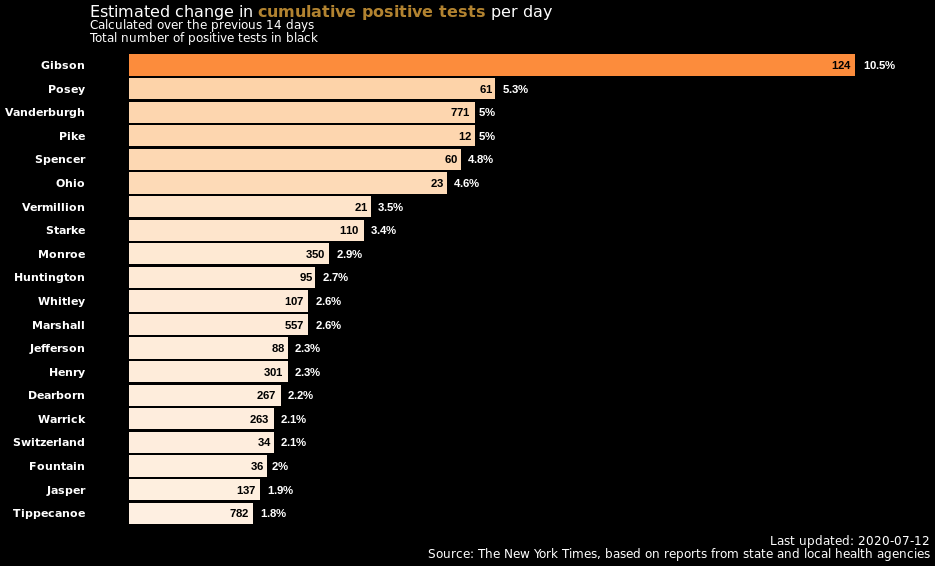 Estimated change in cumulative positive tests per day
Calculated over the previous 14 days
Total number of positive tests in black
Gibson 124 10.5%
Posey 61 5.3%
Vanderburgh 771 5%
Pike 12 5%
Spencer 60 4.8%
Ohio 23 4.6%
Vermillion 21 3.5%
Starke 110 3.4%
Monroe 350 2.9%
Huntington 95 2.7%
Whitley 107 2.6%
Marshall 557 2.6%
Jefferson 88 2.3%
Henry 301 2.3%
Dearborn 267 2.2%
Warrick 263 2.1%
Switzerland 34 2.1%
Fountain 36 2%
Jasper 137 1.9%
Tippecanoe 782 1.8%
Last updated: 2020-07-12
Source: The New York Times, based on reports from state and local health agencies